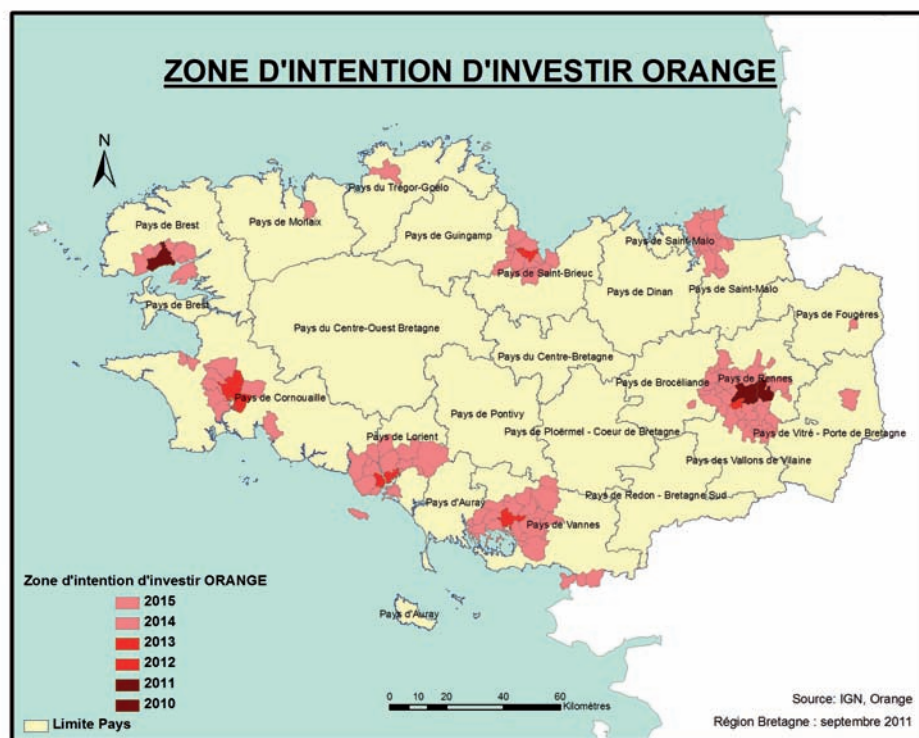 ZONE D'INTENTION D'INVESTIR ORANGE
N
Pays du Trégor-Goëlo
Pays de Morlaix
Pays de Brest
Pays de Guingamp
Pays de Saint-Malo
Pays de Saint-Brieuc
Pays de Dinan
Pays de Saint-Malo
Pays de Brest
Pays de Fougères
Pays du Centre-Ouest Bretagne
Pays du Centre-Bretagne
Pays de Brocéliande
Pays de Rennes
Pays de Cornouaille
Pays de Pontivy
Pays de Lorient
Pays de Ploërmel - Coeur de Bretagne
Pays de Vitré - Porte de Bretagne
Pays des Vallons de Vilaine
Pays d'Auray
Pays de Redon - Bretagne Sud
Pays de Vannes
Pays d'Auray
Zone d'intention d'investir ORANGE
2015
2014
2013
2012
2011
2010
Limite Pays
0 10 20 40 60
Kilomètres
Source: IGN, Orange
Région Bretagne : septembre 2011